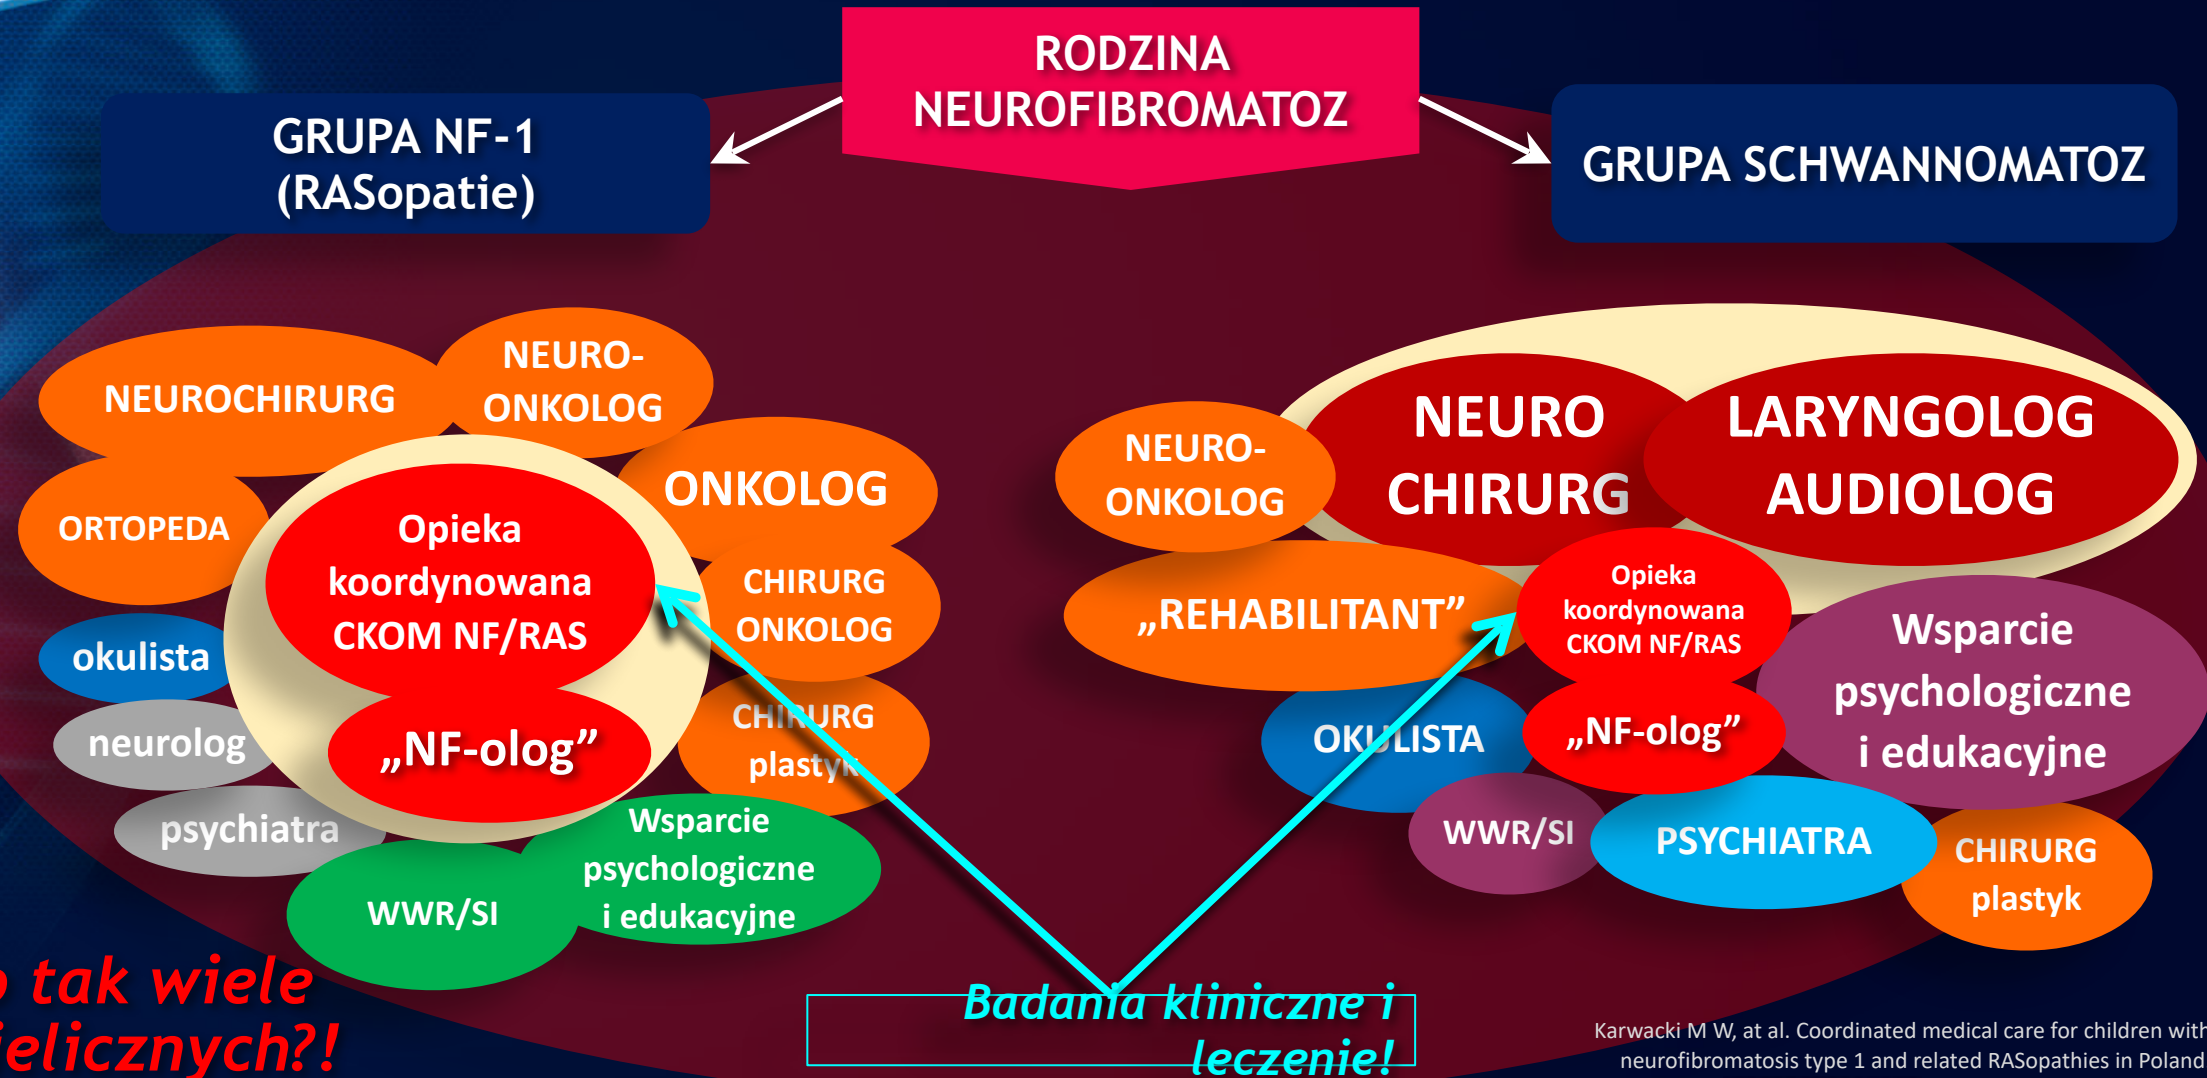 RODZINA
NEUROFIBROMATOZ
GRUPA NF-1
(RASopatie)
GRUPA SCHWANNOMATOZ
NEUROCHIRURG
NEURO-
ONKOLOG
ONKOLOG
ORTOPEDA
Opieka
koordynowana
CKOM NF/RAS
„NF-olog”
CHIRURG
ONKOLOG
CHIRURG
plastyk
okulista
neurolog
psychiatra
WWR/SI
Wsparcie
psychologiczne
i edukacyjne
NEURO-
ONKOLOG
NEURO
CHIRURG
LARYNGOLOG
AUDIOLOG
„REHABILITANT”
Opieka
koordynowana
CKOM NF/RAS
„NF-olog”
Wsparcie
psychologiczne
i edukacyjne
OKULISTA
WWR/SI
PSYCHIATRA
CHIRURG
plastyk
tak wiele
ielicznych?!
Badania kliniczne i
leczenie!
Karwacki M W, at al. Coordinated medical care for children with
neurofibromatosis type 1 and related RASopathies in Poland.